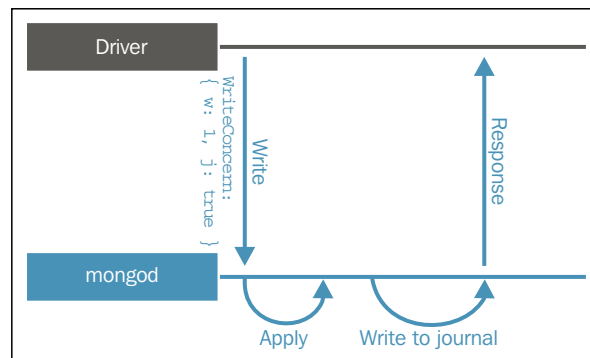 Driver
WriteConcern:
{ w: 1, j: true }
Write
Response
mongod
Apply
Write to journal